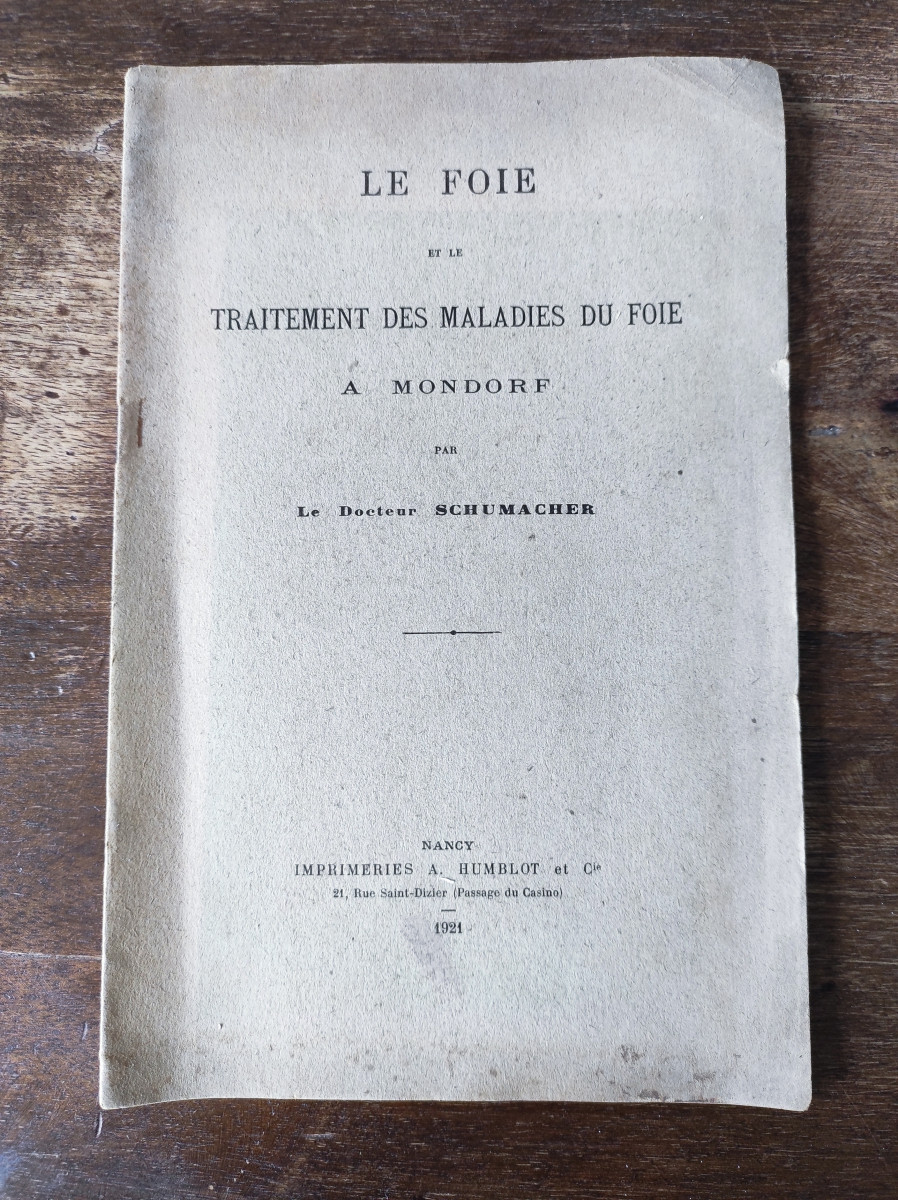 LE FOIE
ET LE
TRAITEMENT DES MALADIES DU FOIE
A MONDORF
PAR
Le Docteur SCHUMACHER
NANCY
IMPRIMERIES A. HUMBLOT et Cie
21, Rue Saint-Dizier (Passage du Casino)
1921